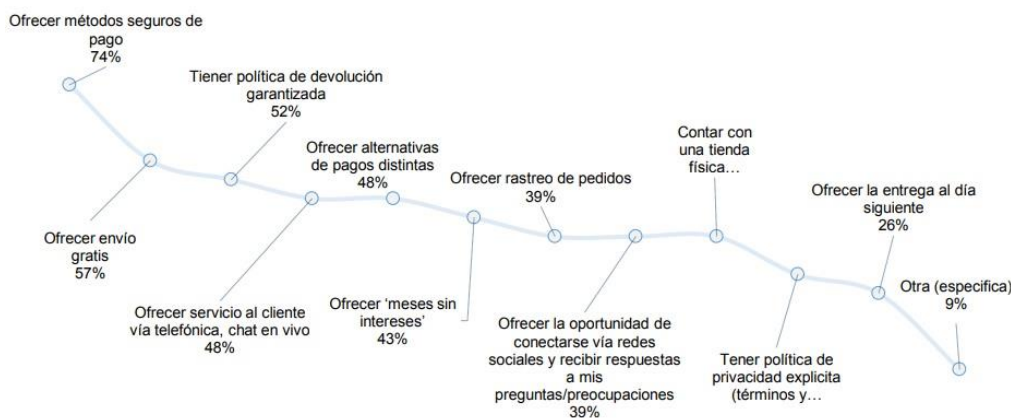 Ofrecer métodos seguros de
pago
74%
Ofrecer envío
gratis
57%
Tiener política de devolución
garantizada
52%
Ofrecer servicio al cliente
vía telefónica, chat en vivo
48%
Ofrecer alternativas
de pagos distintas
48%
Ofrecer ‘meses sin
intereses’
43%
Ofrecer rastreo de pedidos
39%
Ofrecer la oportunidad de
conectarse vía redes
sociales y recibir respuestas
a mis
preguntas/preocupaciones
39%
Contar con
una tienda
física…
Tener política de
privacidad explicita
(términos y…
Ofrecer la entrega al día
siguiente
26%
Otra (especifica)
9%